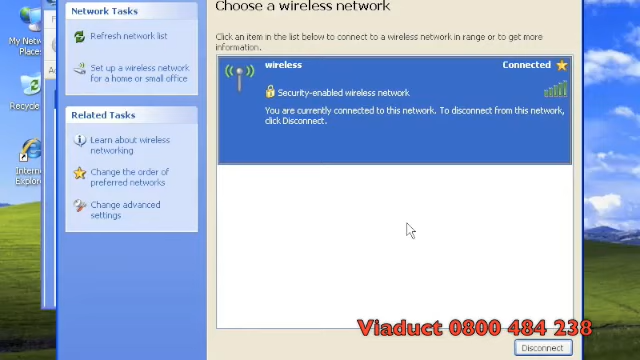 Choose a wireless network
Network Tasks
Refresh network list
Set up a wireless network
for a home or small office
Related Tasks
Learn about wireless
networking
Change the order of
preferred networks
Change advanced
settings
Click an item in the list below to connect to a wireless network in range or to get more
information.
wireless
Connected
Security-enabled wireless network
You are currently connected to this network. To disconnect from this network,
click Disconnect.
Disconnect
My Net
Places
Recycle
Intern
Explor
Viaduct 0800 484 238